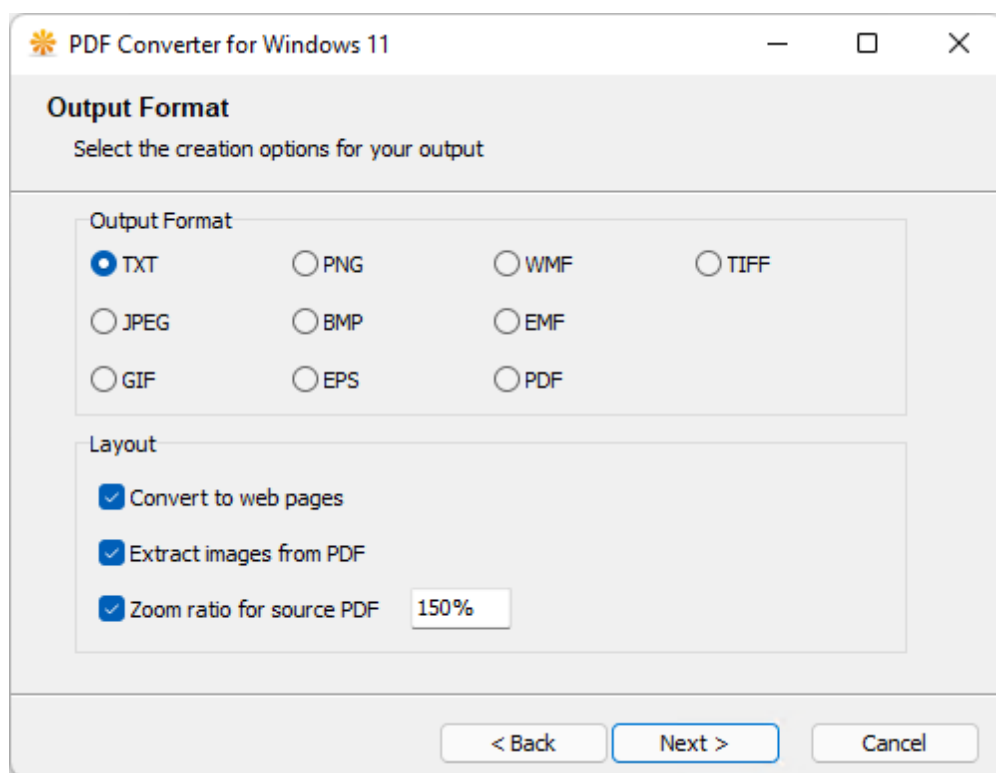 PDF Converter for Windows 11
Output Format
Select the creation options for your output
Output Format
TXT PNG WMF TIFF
JPEG BMP EMF
GIF EPS PDF
Layout
Convert to web pages
Extract images from PDF
Zoom ratio for source PDF 150%
< Back Next > Cancel